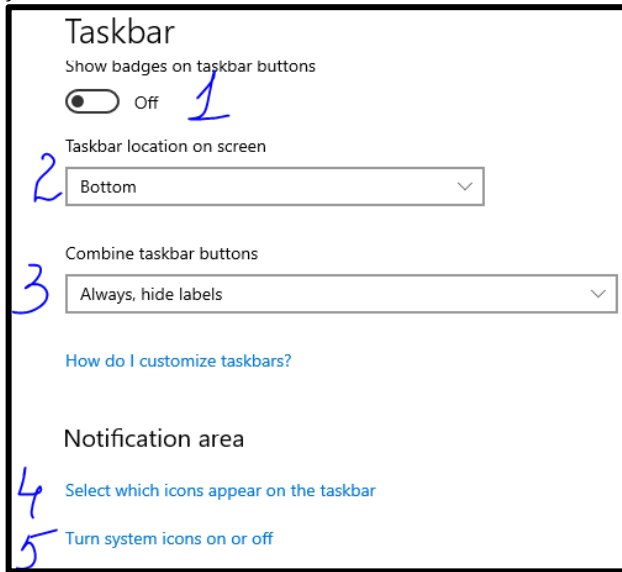 Taskbar
Show badges on taskbar buttons
Off 1
Taskbar location on screen
2 Bottom
Combine taskbar buttons
3 Always, hide labels
How do I customize taskbars?
Notification area
4 Select which icons appear on the taskbar
5 Turn system icons on or off